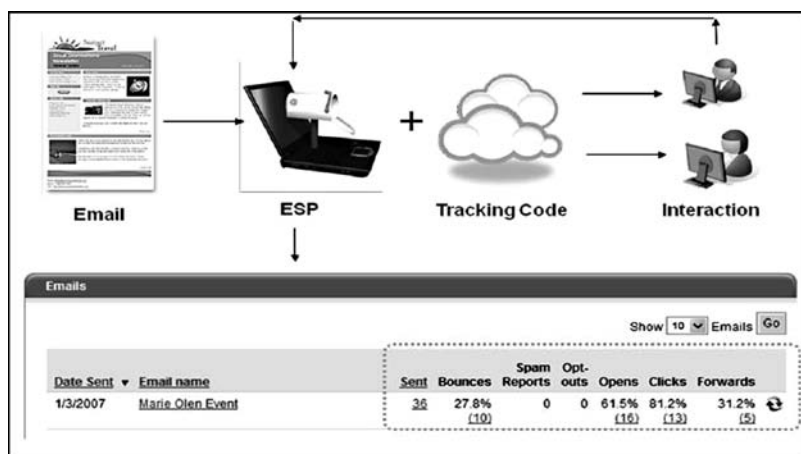 Email
ESP
Tracking Code
Interaction
Emails
Show 10 Emails Go
Date Sent Email name Sent Bounces Spam Reports Opt-outs Opens Clicks Forwards
1/3/2007 Marie Olen Event 36 27.8% 0 0 61.5% 81.2% 31.2%
(10) (16) (13) (5)